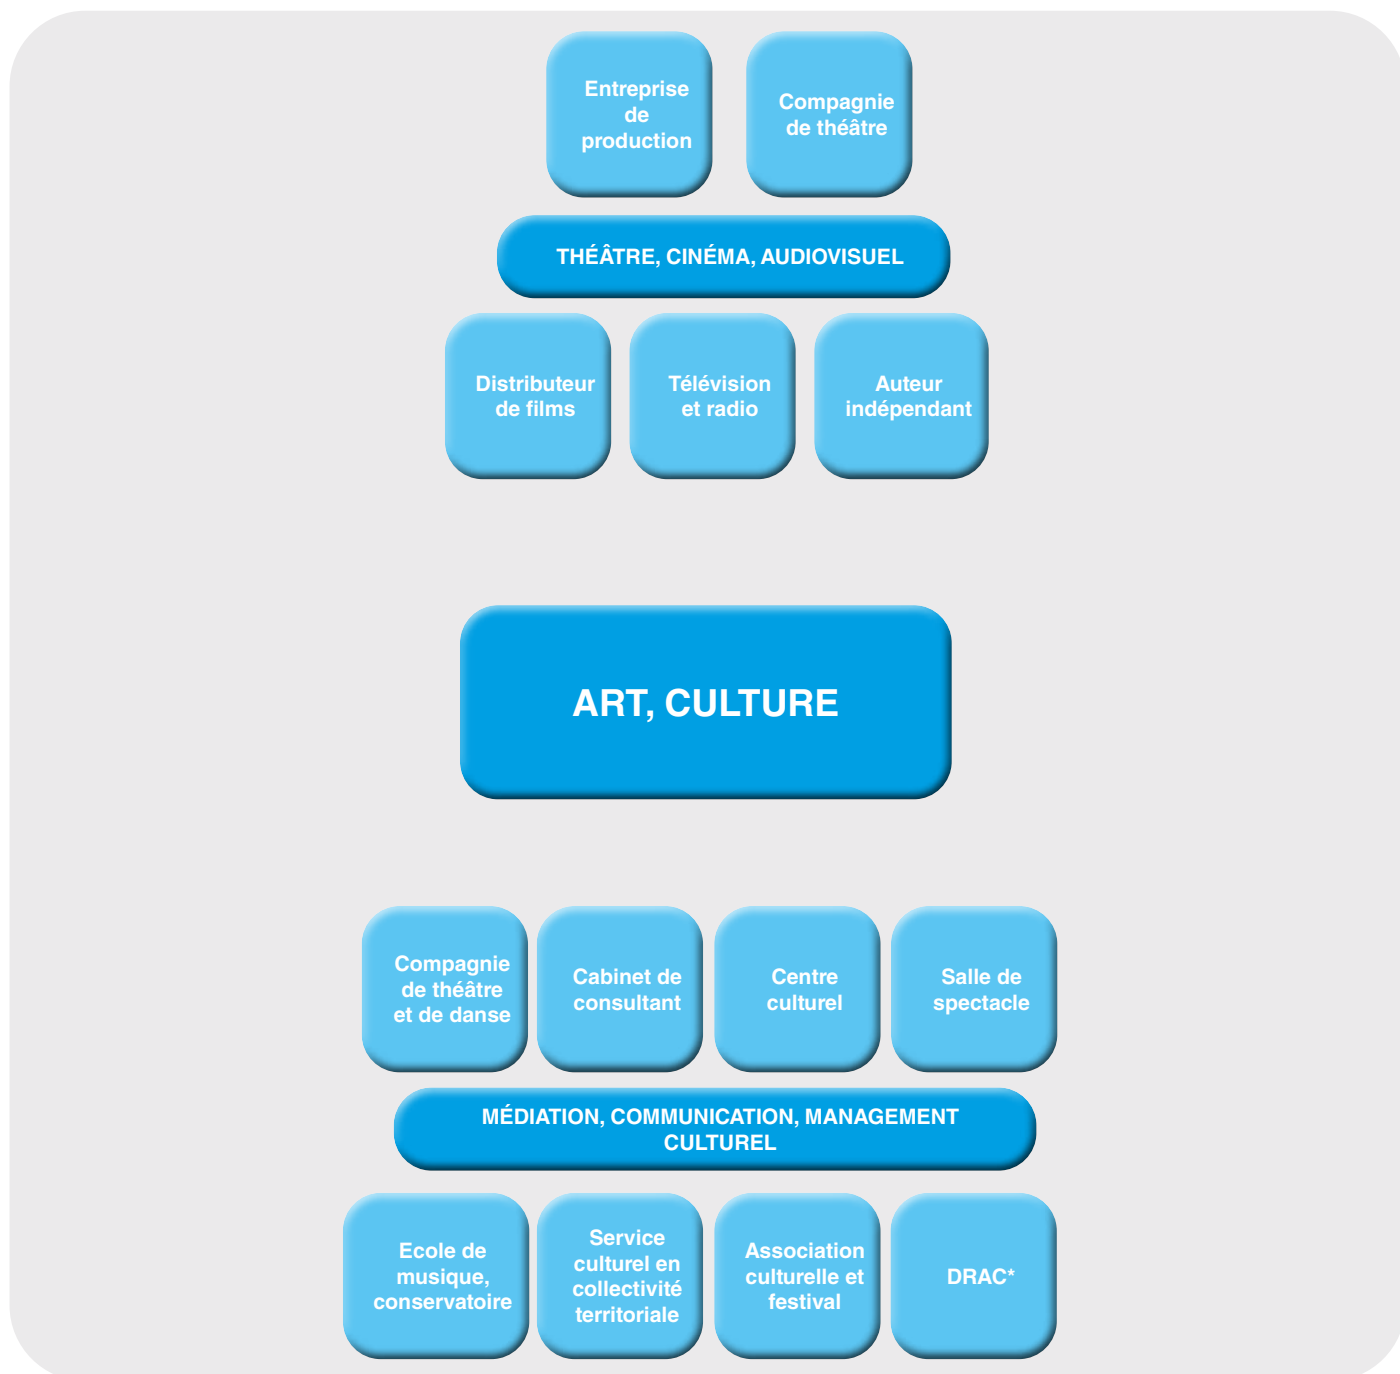 Entreprise
de
production
Compagnie
de théâtre
THÉÂTRE, CINÉMA, AUDIOVISUEL
Distributeur
de films
Télévision
et radio
Auteur
indépendant
ART, CULTURE
Compagnie
de théâtre
et de danse
Cabinet de
consultant
Centre
culturel
Salle de
spectacle
MÉDIATION, COMMUNICATION, MANAGEMENT
CULTUREL
Ecole de
musique,
conservatoire
Service
culturel en
collectivité
territoriale
Association
culturelle et
festival
DRAC*